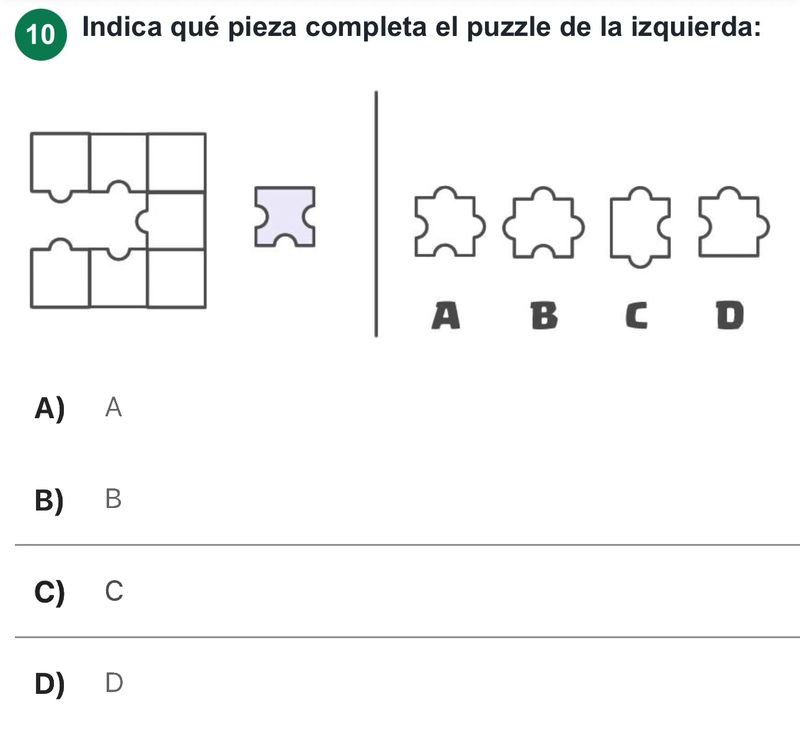 10 Indica qué pieza completa el puzzle de la izquierda:
A B C D
A) A
B) B
C) C
D) D